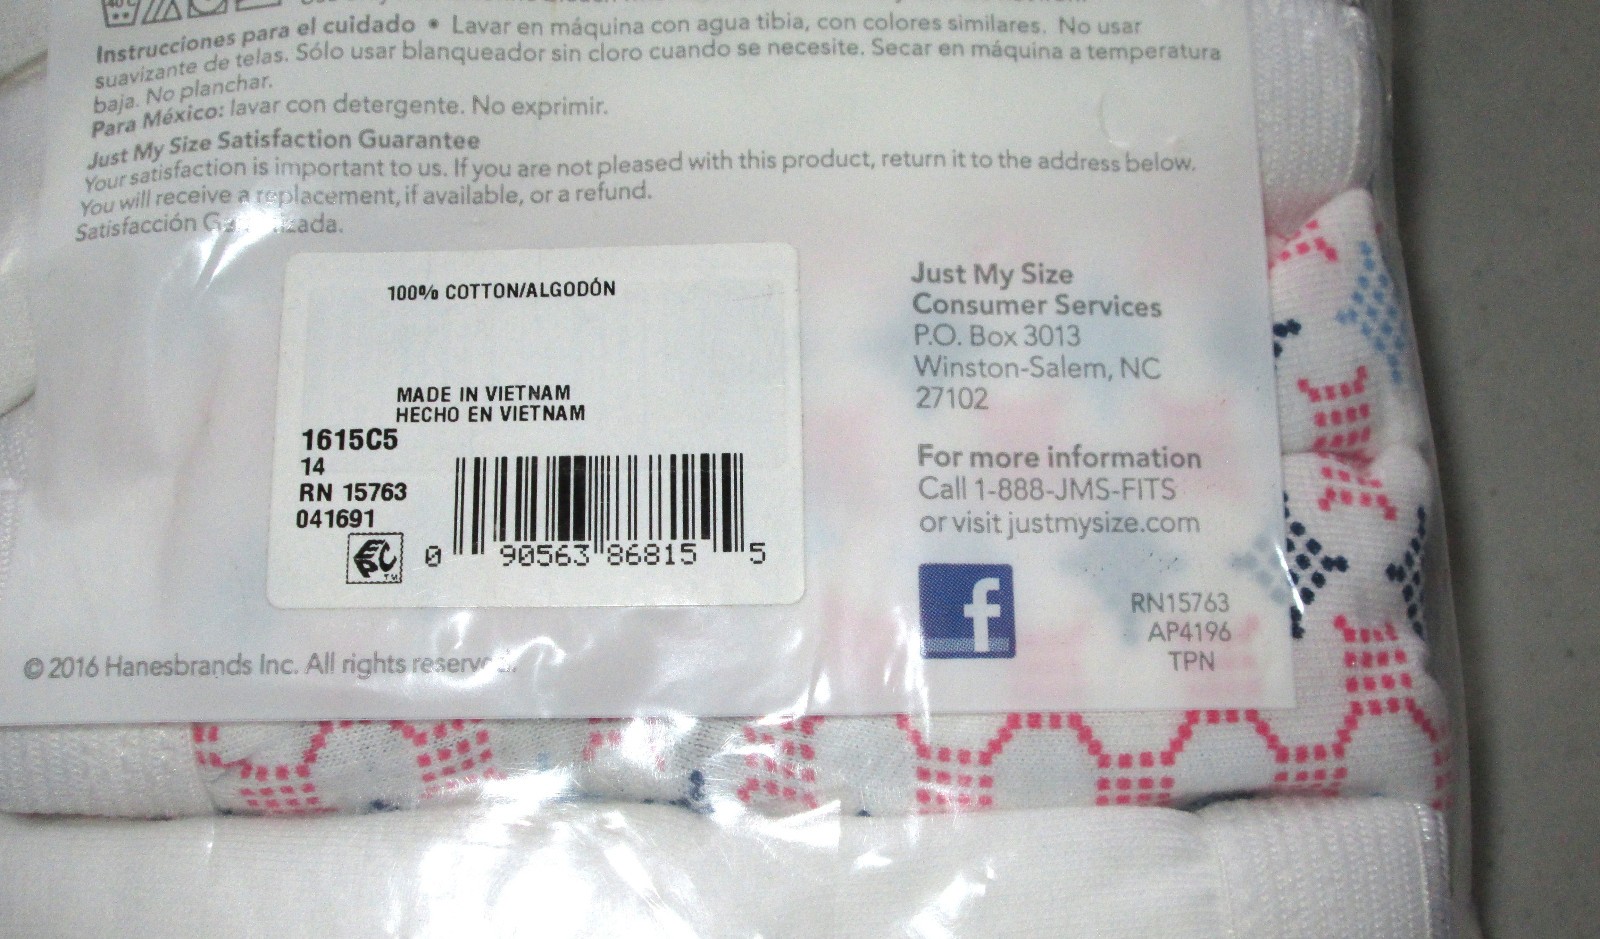 40°C
Instrucciones para el cuidado • Lavar en máquina con agua tibia, con colores similares. No usar
suavizante de telas. Sólo usar blanqueador sin cloro cuando se necesite. Secar en máquina a temperatura
baja. No planchar.
Para México: lavar con detergente. No exprimir.
Just My Size Satisfaction Guarantee
Your satisfaction is important to us. If you are not pleased with this product, return it to the address below.
You will receive a replacement, if available, or a refund.
Satisfacción
100% COTTON/ALGODÓN
MADE IN VIETNAM
HECHO EN VIETNAM
1615C5
14
RN 15763
041691
EPC TM
0 90563 86815 5
Just My Size
Consumer Services
P.O. Box 3013
Winston-Salem, NC
27102
For more information
Call 1-888-JMS-FITS
or visit justmysize.com
f
RN15763
AP4196
TPN
© 2016 Hanesbrands Inc. All rights reserved.